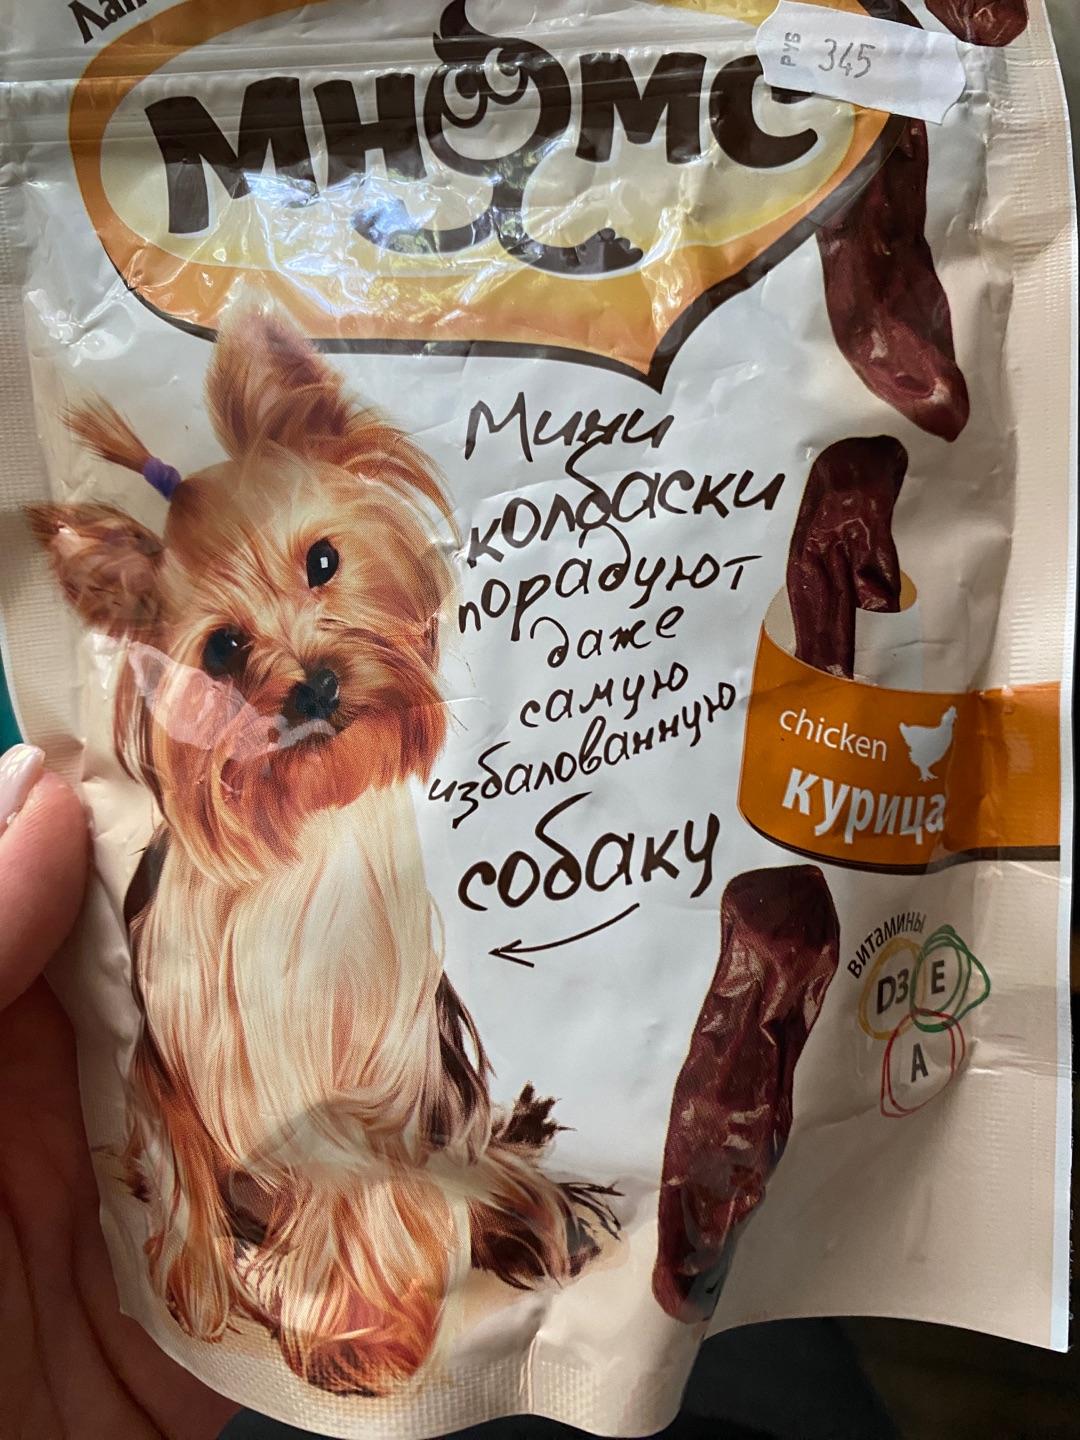 МНЯМС
РУБ 345
Мини
колбаски
порадуют
даже
самую
избалованную
собаку
chicken
курица
витамины
D3 E
A